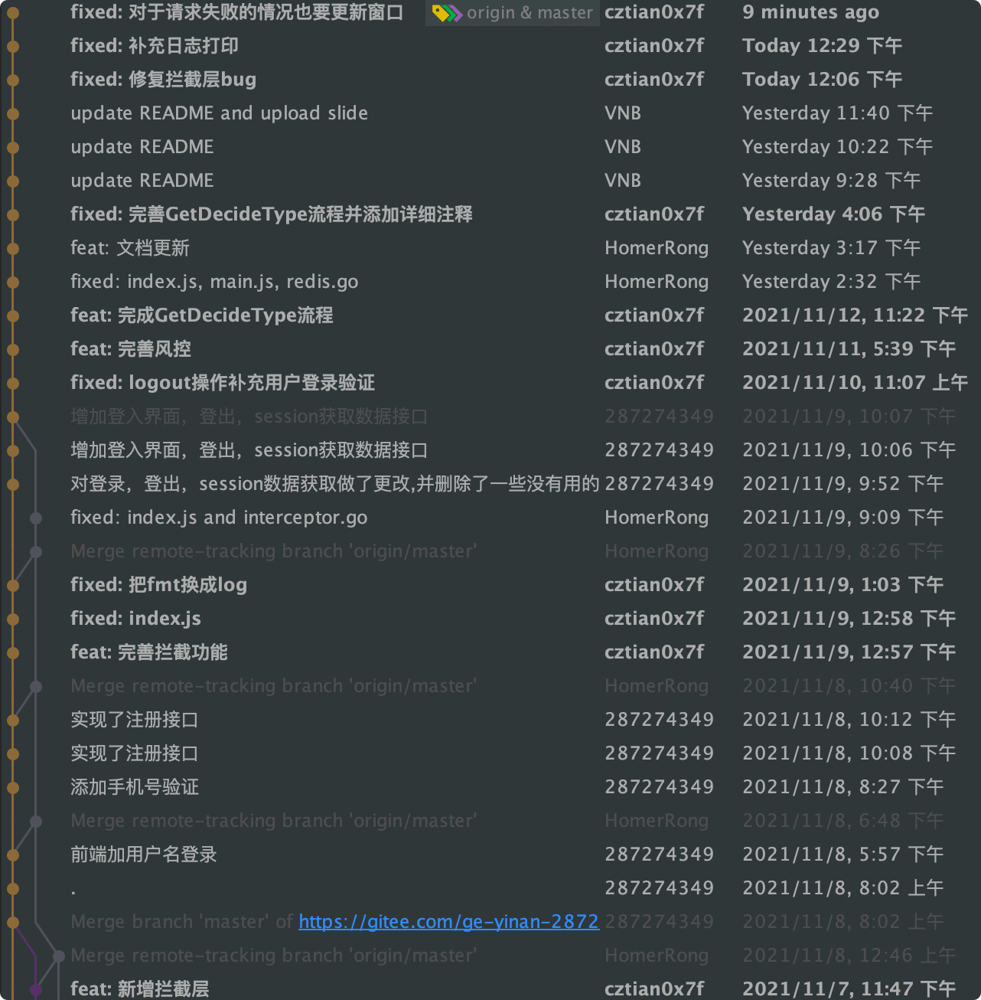 fixed: 对于请求失败的情况也要更新窗口 origin & master cztian0x7f 9 minutes ago
fixed: 补充日志打印 cztian0x7f Today 12:29 下午
fixed: 修复拦截层bug cztian0x7f Today 12:06 下午
update README and upload slide VNB Yesterday 11:40 下午
update README VNB Yesterday 10:22 下午
update README VNB Yesterday 9:28 下午
fixed: 完善GetDecideType流程并添加详细注释 cztian0x7f Yesterday 4:06 下午
feat: 文档更新 HomerRong Yesterday 3:17 下午
fixed: index.js, main.js, redis.go HomerRong Yesterday 2:32 下午
feat: 完成GetDecideType流程 cztian0x7f 2021/11/12, 11:22 下午
feat: 完善风控 cztian0x7f 2021/11/11, 5:39 下午
fixed: logout操作补充用户登录验证 cztian0x7f 2021/11/10, 11:07 上午
增加登入界面，登出，session获取数据接口 287274349 2021/11/9, 10:07 下午
增加登入界面，登出，session获取数据接口 287274349 2021/11/9, 10:06 下午
对登录，登出，session数据获取做了更改,并删除了一些没有用的 287274349 2021/11/9, 9:52 下午
fixed: index.js and interceptor.go HomerRong 2021/11/9, 9:09 下午
Merge remote-tracking branch 'origin/master' HomerRong 2021/11/9, 8:26 下午
fixed: 把fmt换成log cztian0x7f 2021/11/9, 1:03 下午
fixed: index.js cztian0x7f 2021/11/9, 12:58 下午
feat: 完善拦截功能 cztian0x7f 2021/11/9, 12:57 下午
Merge remote-tracking branch 'origin/master' HomerRong 2021/11/8, 10:40 下午
实现了注册接口 287274349 2021/11/8, 10:12 下午
实现了注册接口 287274349 2021/11/8, 10:08 下午
添加手机号验证 287274349 2021/11/8, 8:27 下午
Merge remote-tracking branch 'origin/master' HomerRong 2021/11/8, 6:48 下午
前端加用户名登录 287274349 2021/11/8, 5:57 下午
. 287274349 2021/11/8, 8:02 上午
Merge branch 'master' of https://gitee.com/ge-yinan-2872 287274349 2021/11/8, 8:02 上午
Merge remote-tracking branch 'origin/master' HomerRong 2021/11/8, 12:46 上午
feat: 新增拦截层 cztian0x7f 2021/11/7, 11:47 下午